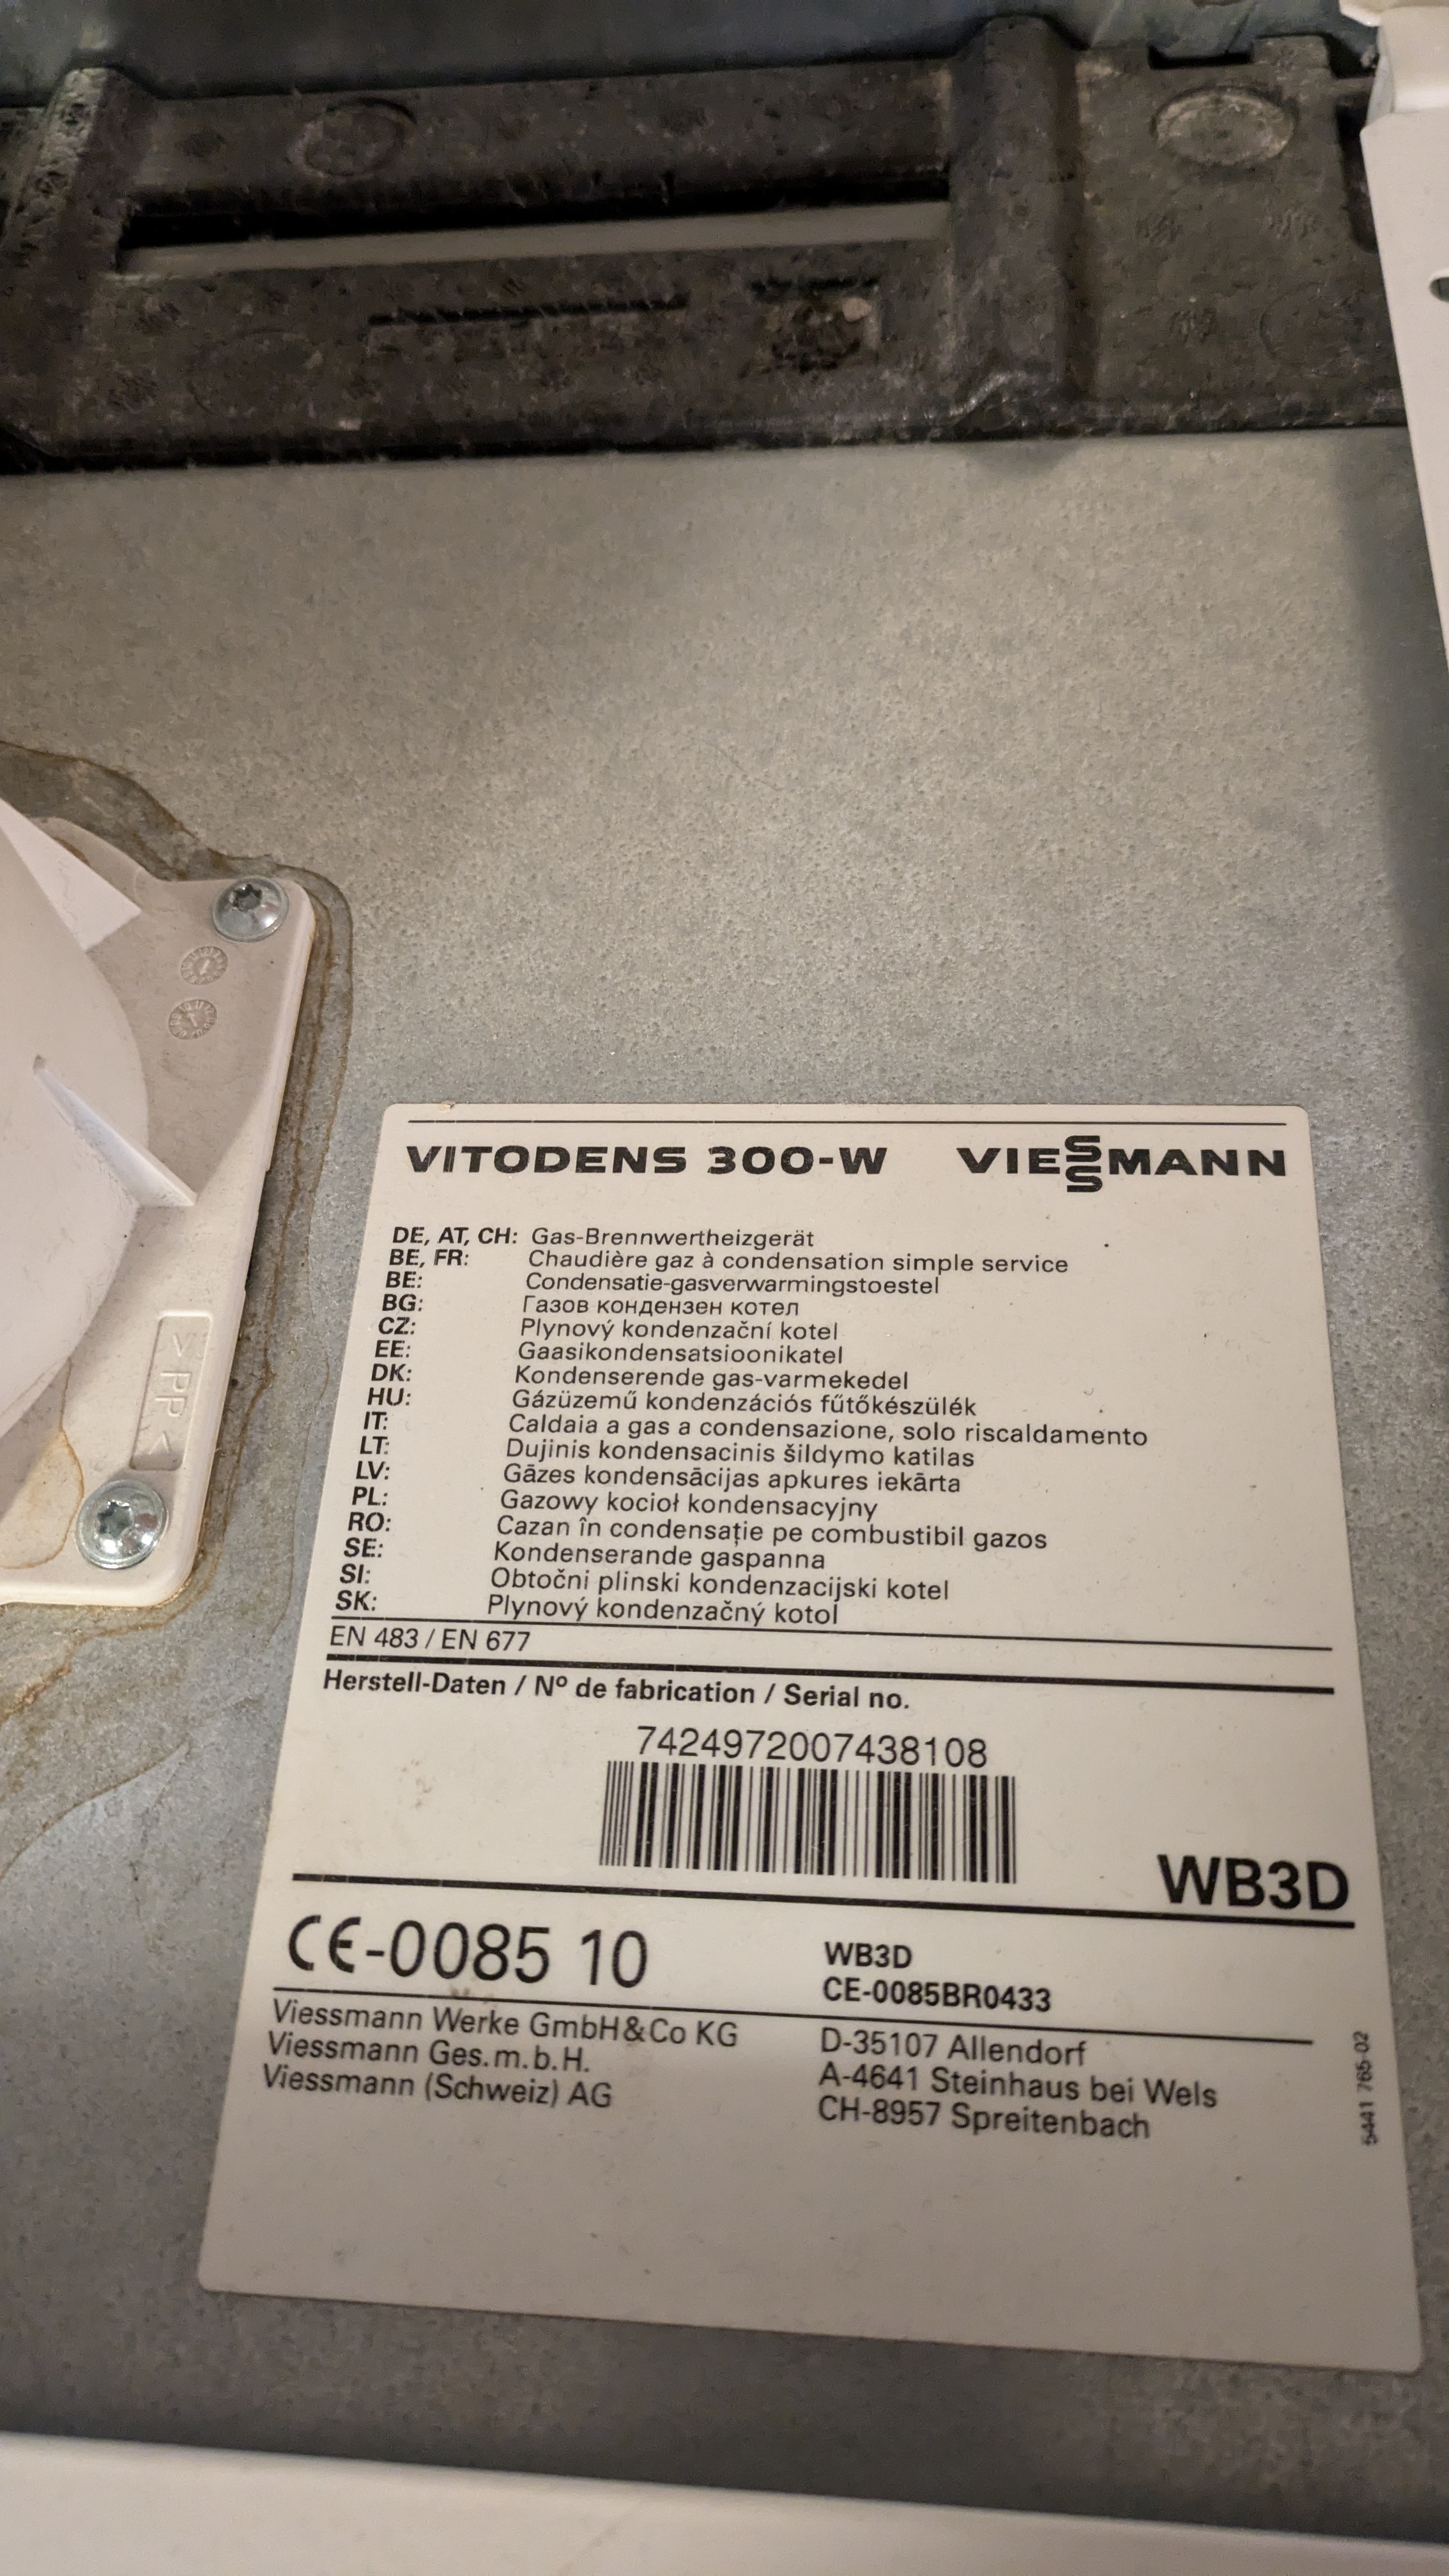 VITODENS 300-W VIESSMANN
DE, AT, CH: Gas-Brennwertheizgerät
BE, FR: Chaudière gaz à condensation simple service
BE: Condensatie-gasverwarmingstoestel
BG: Газов кондензен котел
CZ: Plynový kondenzační kotel
EE: Gaasikondensatsioonikatel
DK: Kondenserende gas-varmekedel
HU: Gázüzemű kondenzációs fűtőkészülék
IT: Caldaia a gas a condensazione, solo riscaldamento
LT: Dujinis kondensacinis šildymo katilas
LV: Gāzes kondensācijas apkures iekārta
PL: Gazowy kocioł kondensacyjny
RO: Cazan în condensație pe combustibil gazos
SE: Kondenserande gaspanna
SI: Obtočni plinski kondenzacijski kotel
SK: Plynový kondenzačný kotol
EN 483 / EN 677
Herstell-Daten / Nº de fabrication / Serial no.
7424972007438108
WB3D
CE-0085 10
WB3D
CE-0085BR0433
Viessmann Werke GmbH&Co KG D-35107 Allendorf
Viessmann Ges.m.b.H. A-4641 Steinhaus bei Wels
Viessmann (Schweiz) AG CH-8957 Spreitenbach
5441 765-02
>PP<